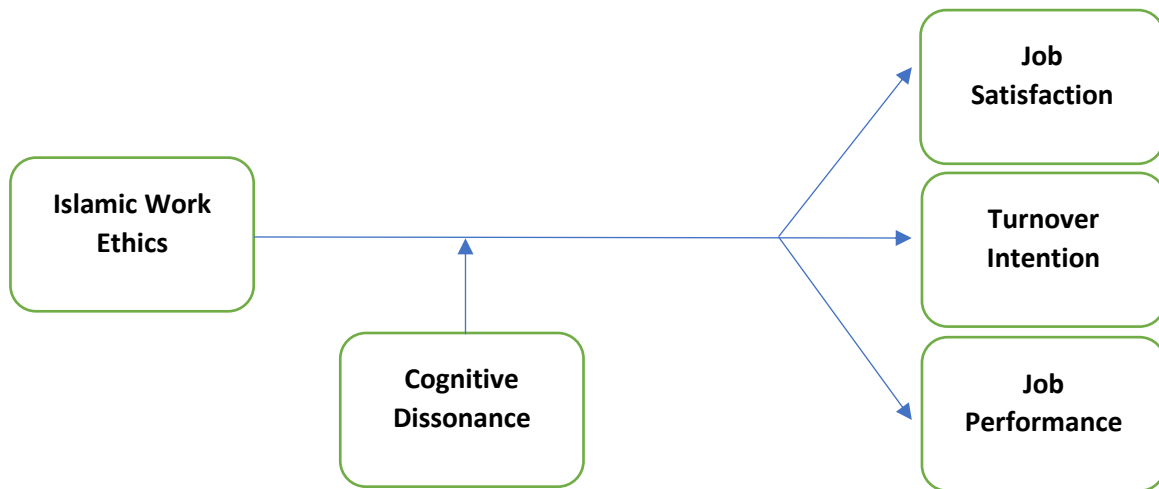 Job
Satisfaction
Islamic Work
Ethics
Turnover
Intention
Cognitive
Dissonance
Job
Performance